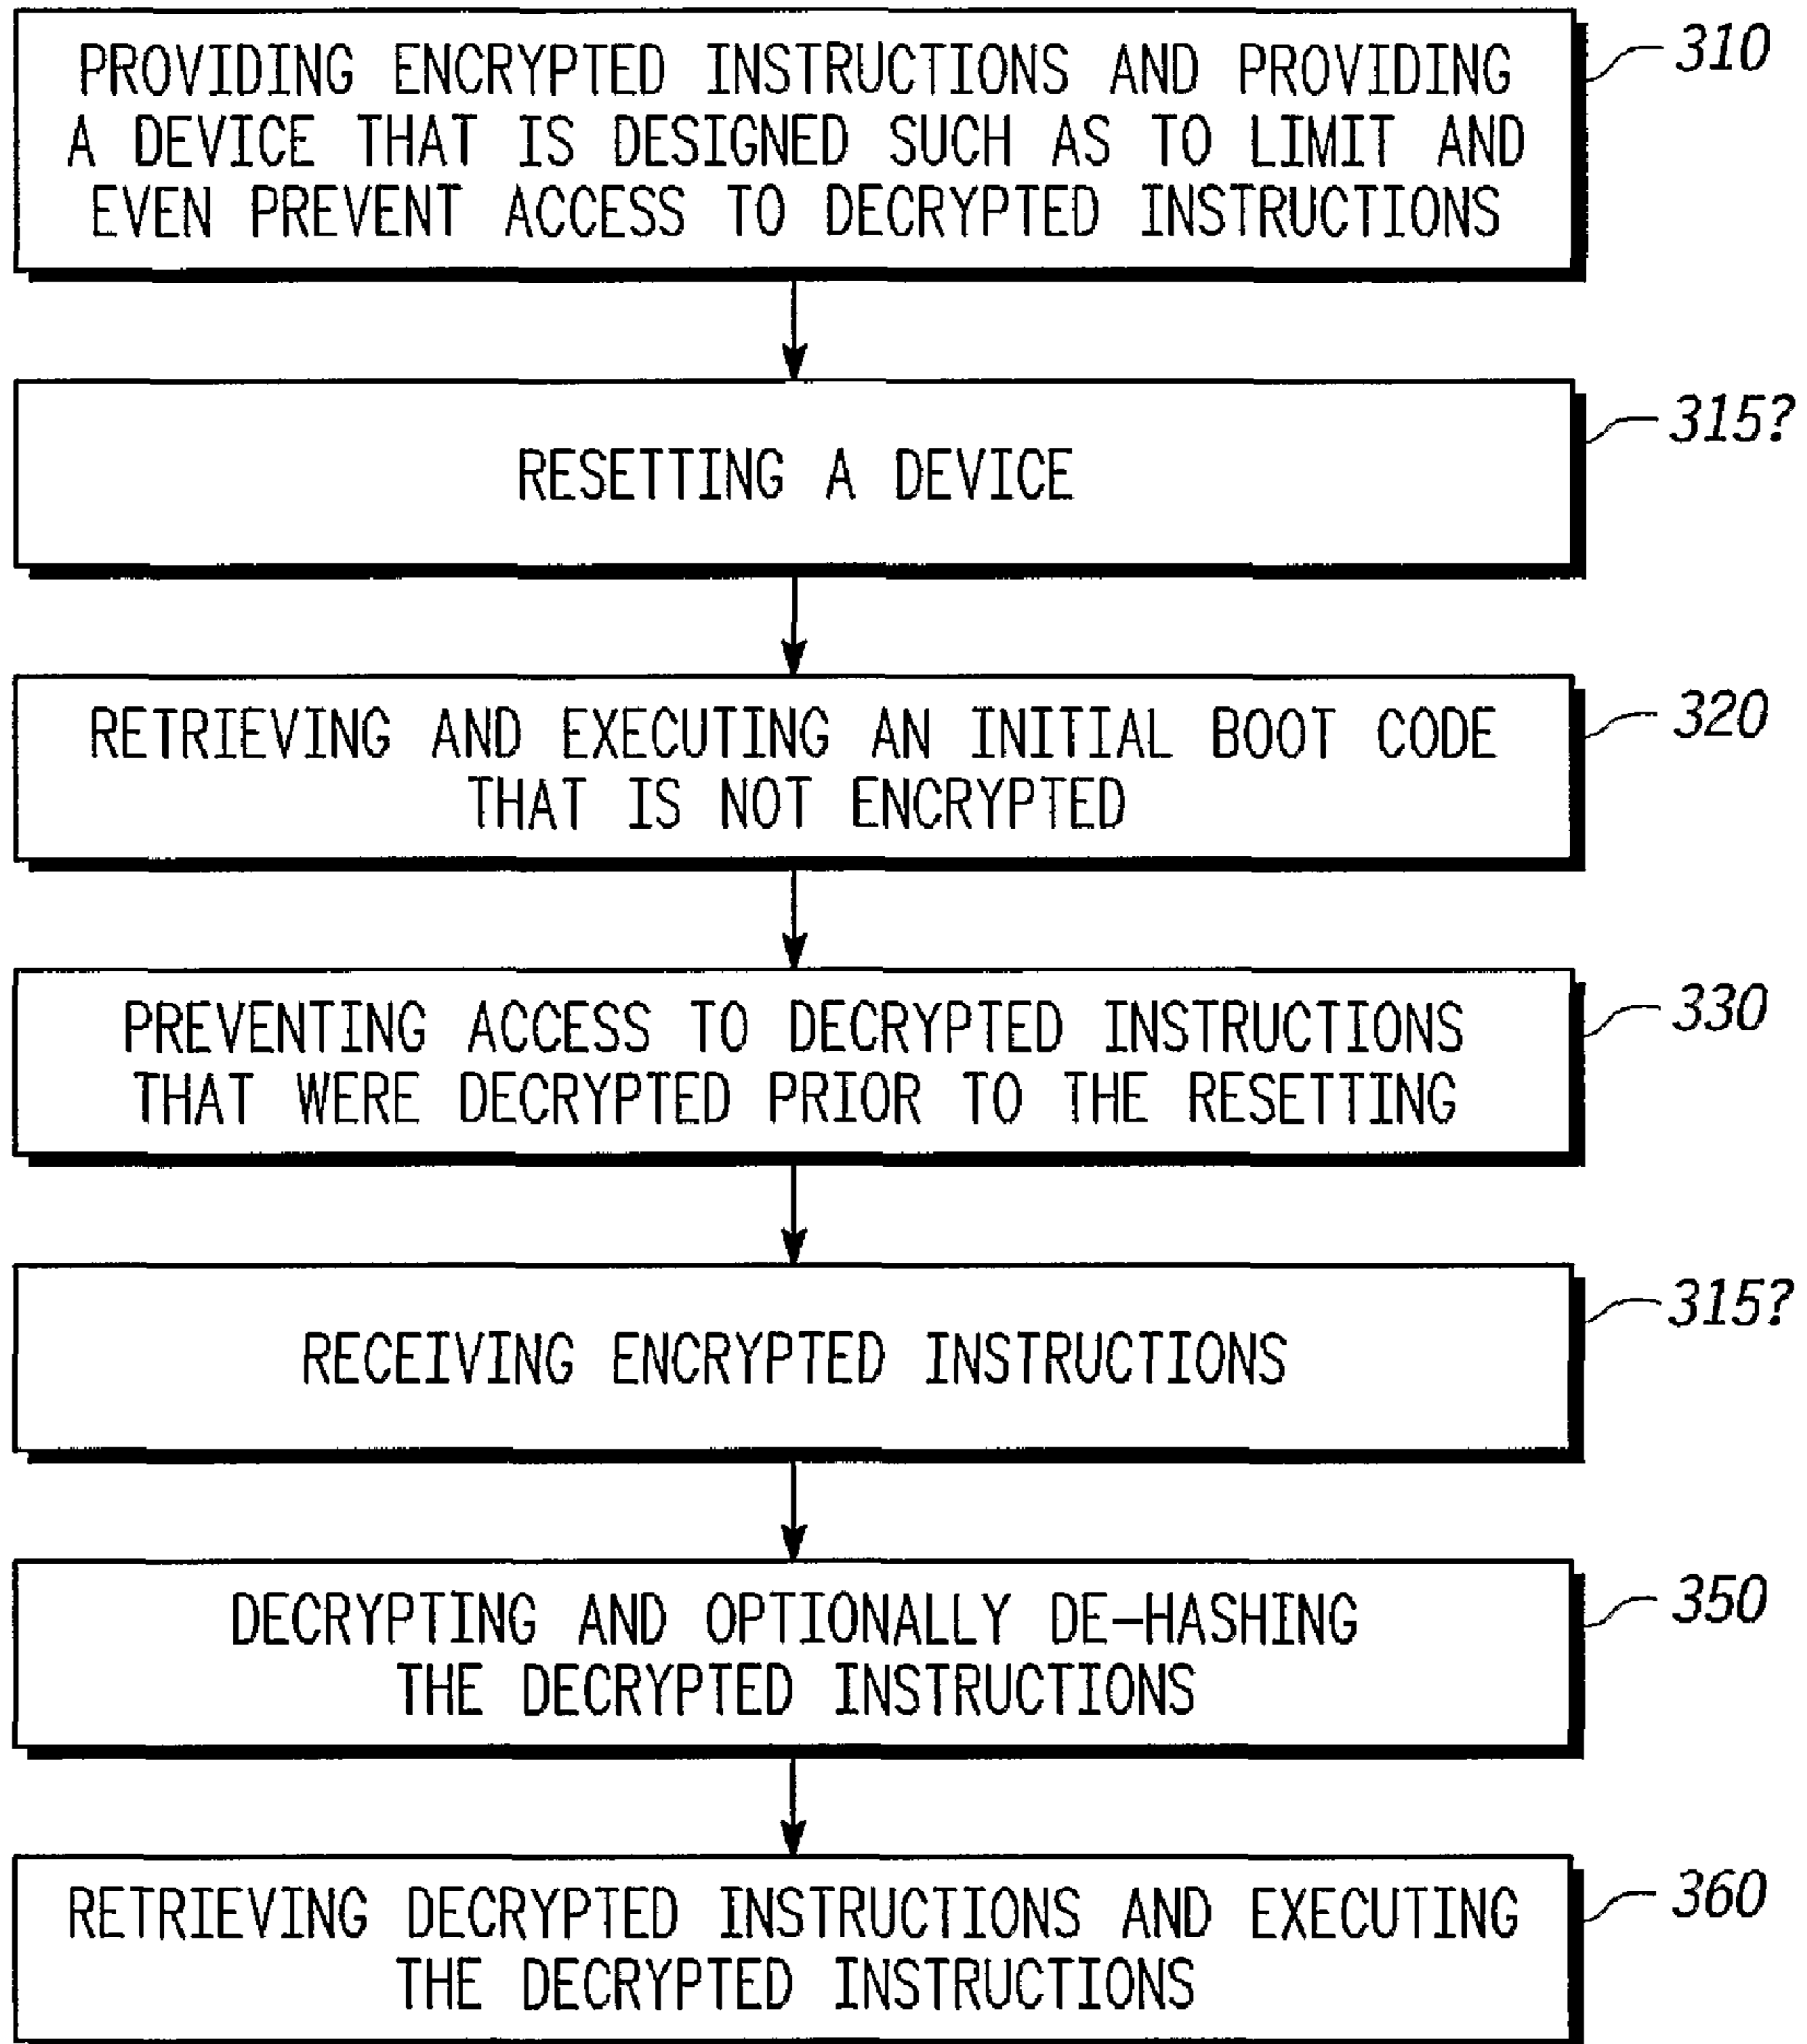 PROVIDING ENCRYPTED INSTRUCTIONS AND PROVIDING
A DEVICE THAT IS DESIGNED SUCH AS TO LIMIT AND
EVEN PREVENT ACCESS TO DECRYPTED INSTRUCTIONS
310
RESETTING A DEVICE
315?
RETRIEVING AND EXECUTING AN INITIAL BOOT CODE
THAT IS NOT ENCRYPTED
320
PREVENTING ACCESS TO DECRYPTED INSTRUCTIONS
THAT WERE DECRYPTED PRIOR TO THE RESETTING
330
RECEIVING ENCRYPTED INSTRUCTIONS
315?
DECRYPTING AND OPTIONALLY DE-HASHING
THE DECRYPTED INSTRUCTIONS
350
RETRIEVING DECRYPTED INSTRUCTIONS AND EXECUTING
THE DECRYPTED INSTRUCTIONS
360